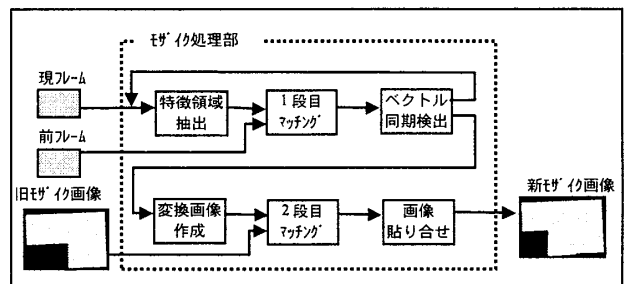 ﾓｻﾞｲｸ処理部
現ﾌﾚｰﾑ
特徴領域
抽出
1段目
ﾏｯﾁﾝｸﾞ
ベクトル
同期検出
前ﾌﾚｰﾑ
旧ﾓｻﾞｲｸ画像
変換画像
作成
2段目
ﾏｯﾁﾝｸﾞ
画像
貼り合せ
新ﾓｻﾞｲｸ画像